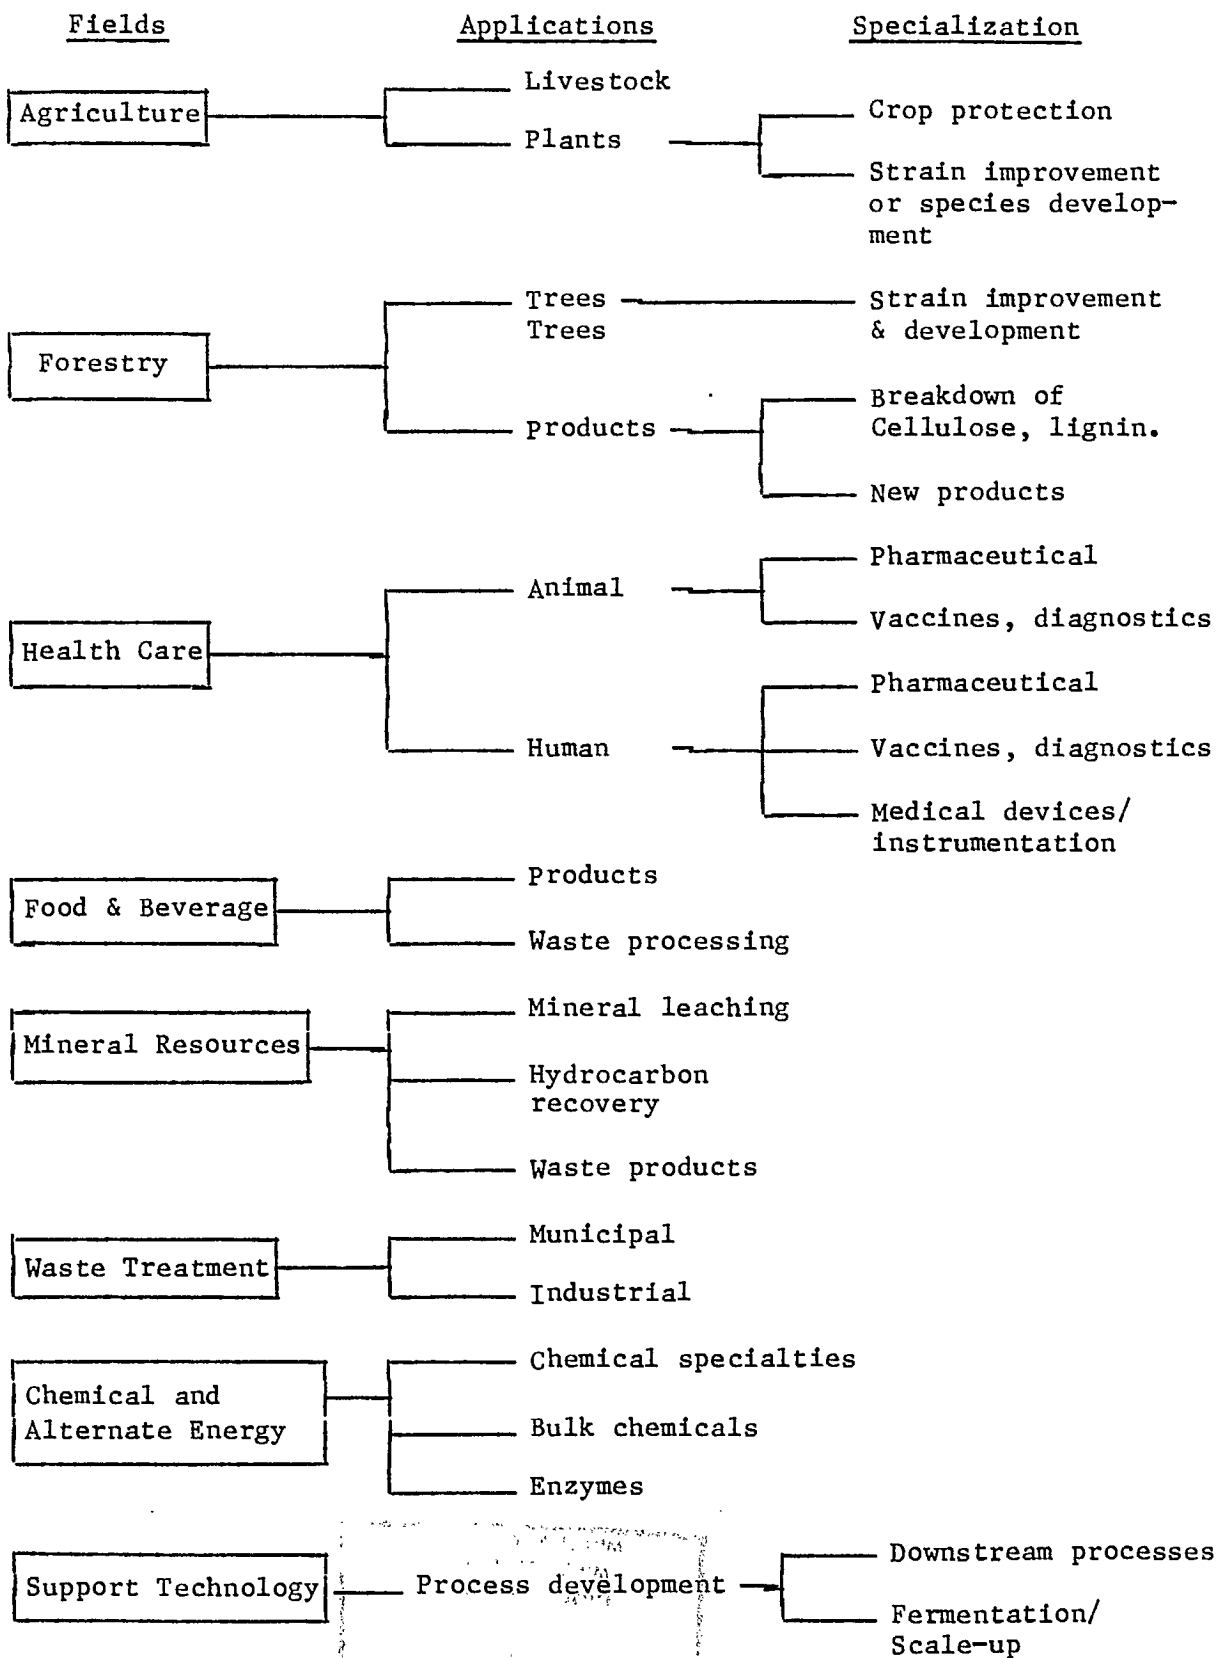 Fields Applications Specialization
Agriculture
Livestock
Plants
Crop protection
Strain improvement
or species develop-
ment
Forestry
Trees
Trees
Strain improvement
& development
Products
Breakdown of
Cellulose, lignin.
New products
Health Care
Animal
Pharmaceutical
Vaccines, diagnostics
Human
Pharmaceutical
Vaccines, diagnostics
Medical devices/
instrumentation
Food & Beverage
Products
Waste processing
Mineral Resources
Mineral leaching
Hydrocarbon
recovery
Waste products
Waste Treatment
Municipal
Industrial
Chemical and
Alternate Energy
Chemical specialties
Bulk chemicals
Enzymes
Support Technology
Process development
Downstream processes
Fermentation/
Scale-up